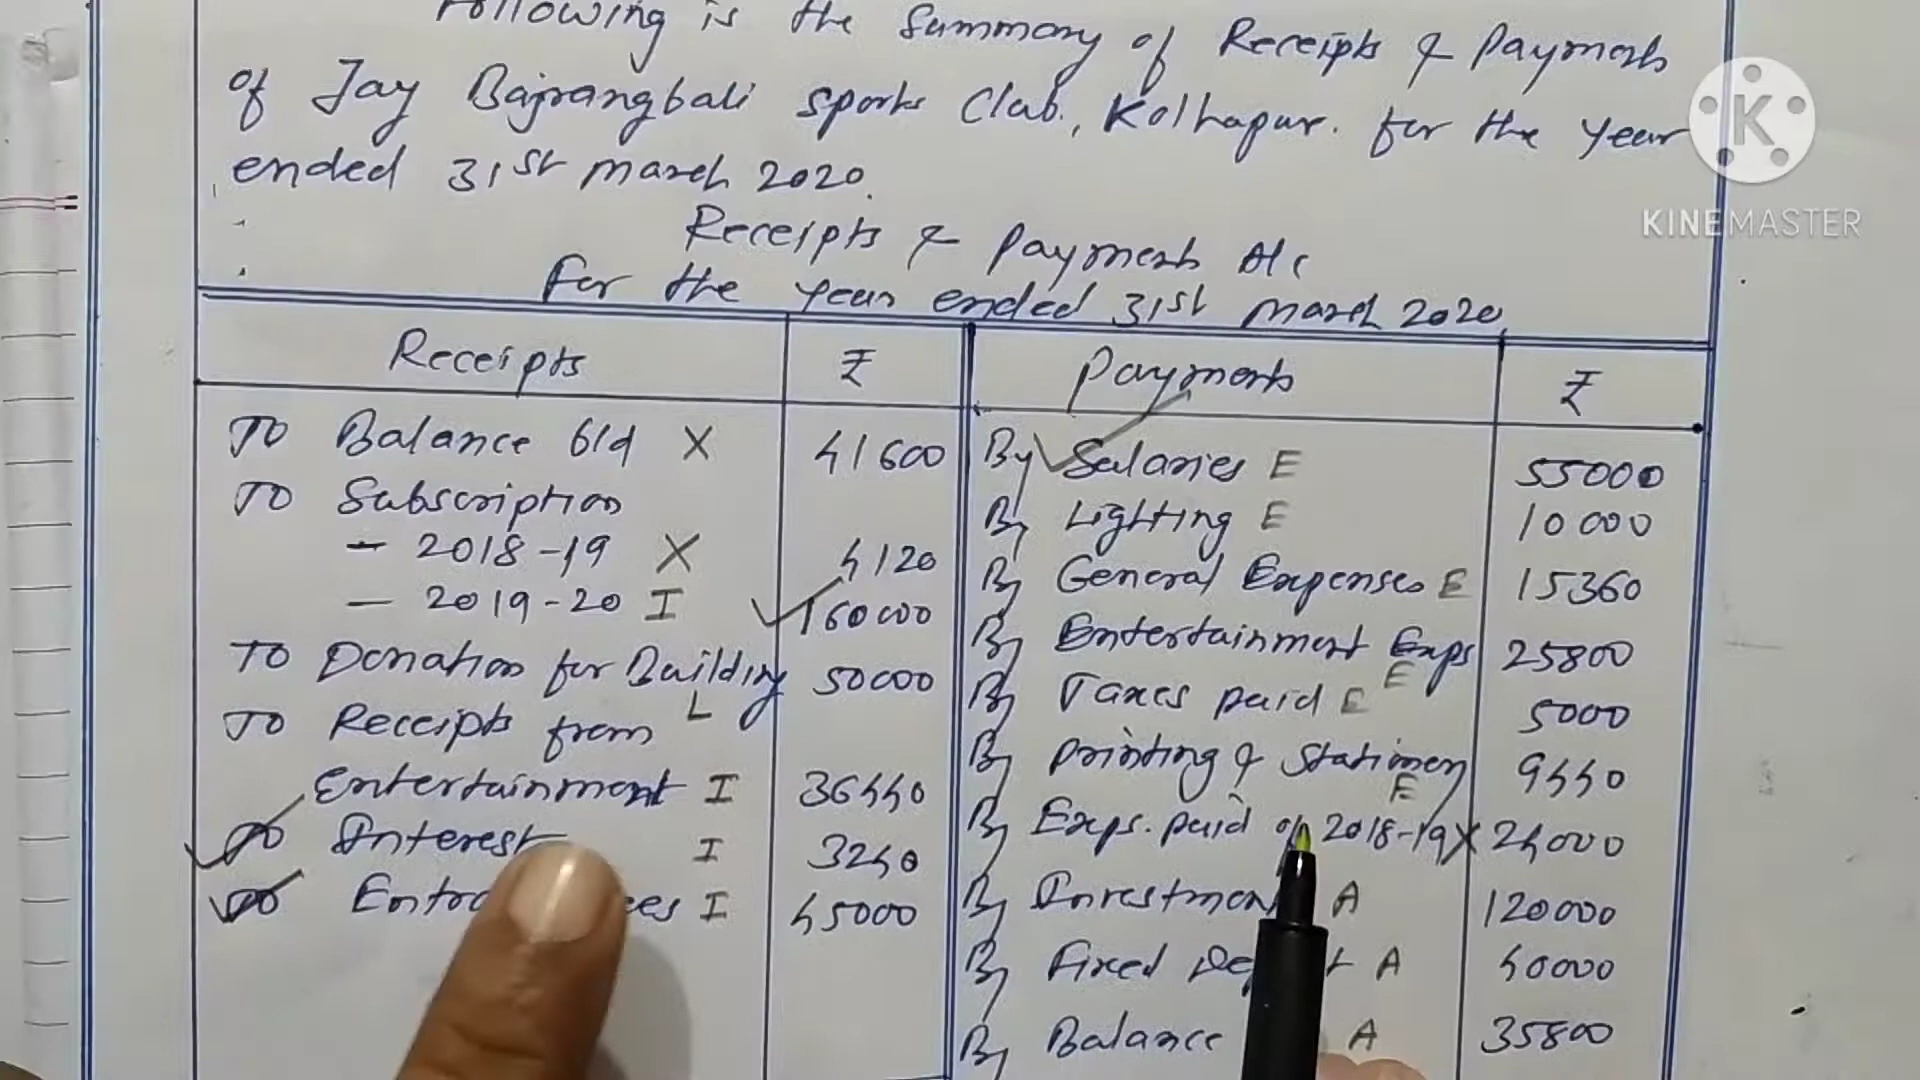 Following is the Summary of Receipts & Payments
of Jay Bajrangbali sports Club., Kolhapur. for the year
ended 31st march 2020.
Receipts & Payments A/c
For the year ended 31st march 2020
Receipts ₹ Payments ₹
To Balance b/d X 41600 By Salaries E 55000
To Subscription By Lighting E 10000
- 2018-19 X 4120 By General Expenses E 15360
- 2019-20 I 160000 By Entertainment Exps E 25800
To Donation for Building L 50000 By Taxes paid E 5000
To Receipts from By Printing & Stationery E 9440
Entertainment I 36440 By Exps. paid of 2018-19 X 24000
To Interest I 3240 By Investment A 120000
To I 45000 By Fixed A 40000
By Balance A 35800
K
KINEMASTER